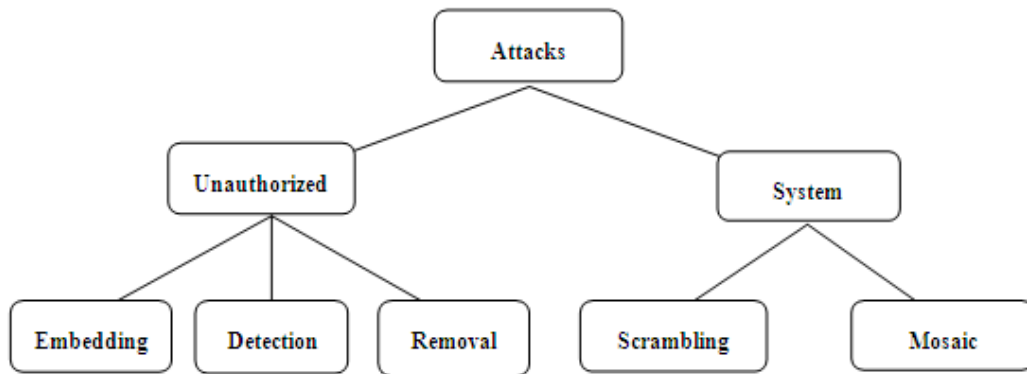 Attacks
Unauthorized
System
Embedding
Detection
Removal
Scrambling
Mosaic